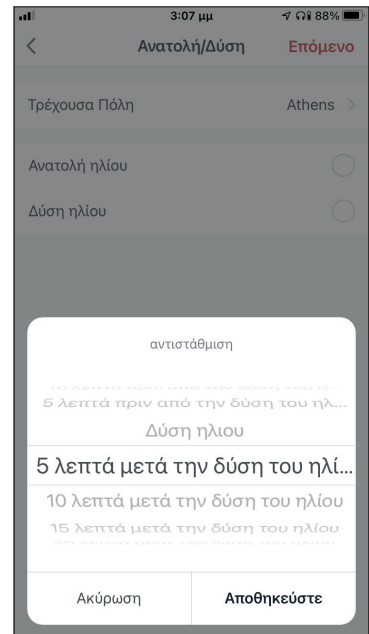 3:07 μμ 88%
Ανατολή/Δύση Επόμενο
Τρέχουσα Πόλη Athens
Ανατολή ηλίου
Δύση ηλίου
αντιστάθμιση
5 λεπτά πριν από την δύση του ηλ...
Δύση ηλιου
5 λεπτά μετά την δύση του ηλί...
10 λεπτά μετά την δύση του ηλίου
15 λεπτά μετά την δύση του ηλίου
Ακύρωση Αποθηκεύστε